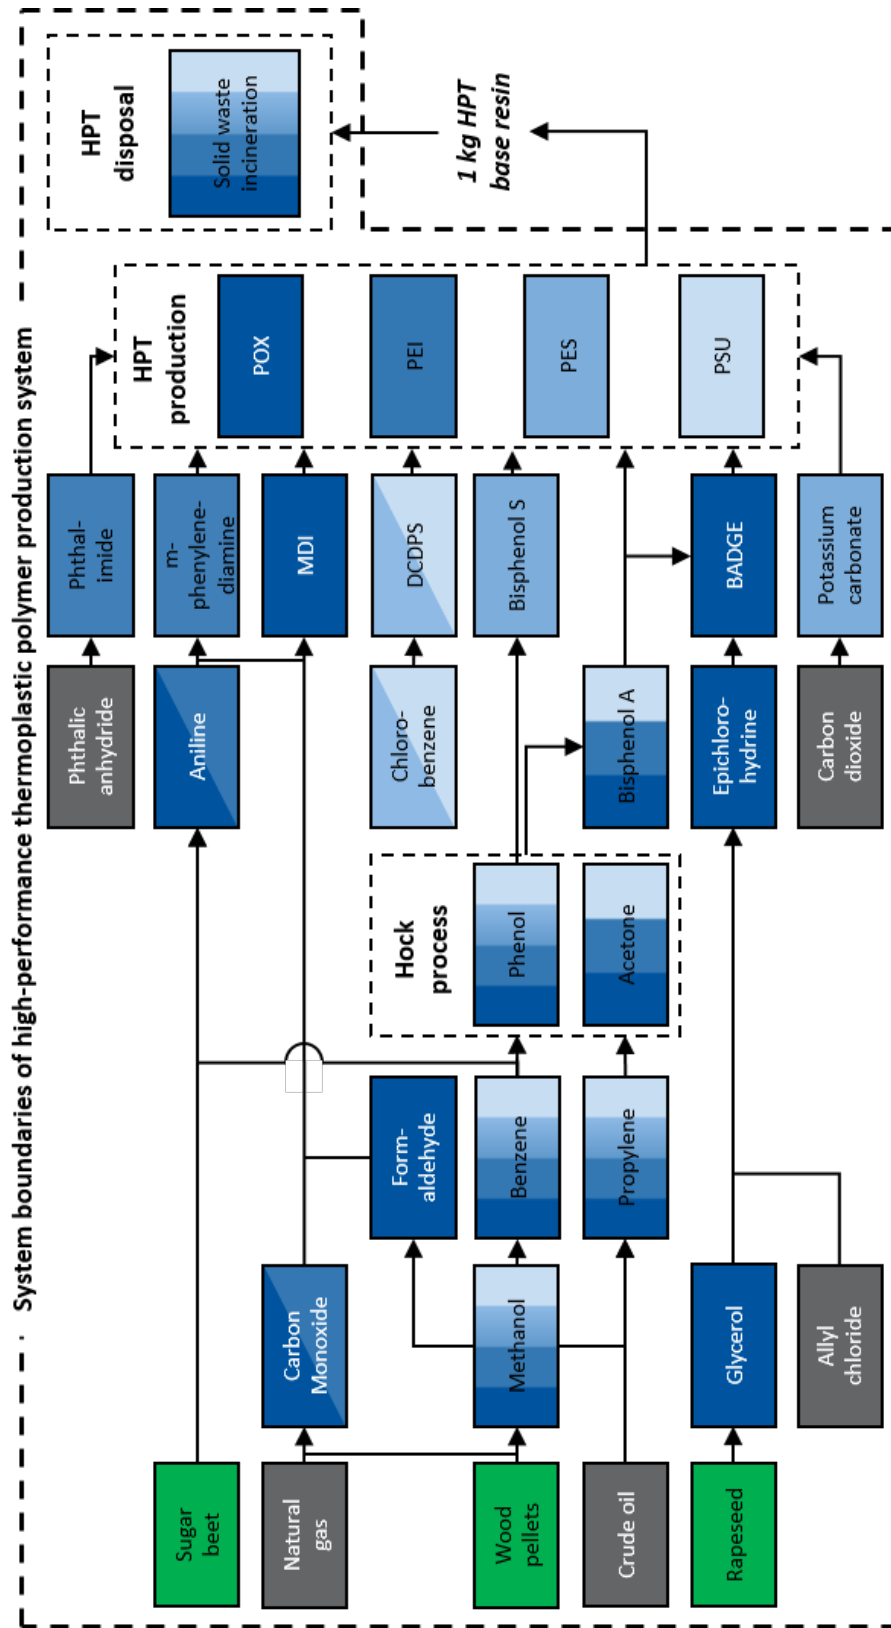 System boundaries of high-performance thermoplastic polymer production system
Sugar
beet
Natural
gas
Wood
pellets
Crude oil
Rapeseed
Carbon
Monoxide
Methanol
Glycerol
Allyl
chloride
Form-
aldehyde
Benzene
Propylene
Hock
process
Phenol
Acetone
Phthalic
anhydride
Aniline
Chloro-
benzene
Bisphenol A
Epichloro-
hydrine
Carbon
dioxide
Phthal-
imide
m-
phenylene-
diamine
MDI
DCDPS
Bisphenol S
BADGE
Potassium
carbonate
HPT
production
POX
PEI
PES
PSU
HPT
disposal
Solid waste
incineration
1 kg HPT
base resin